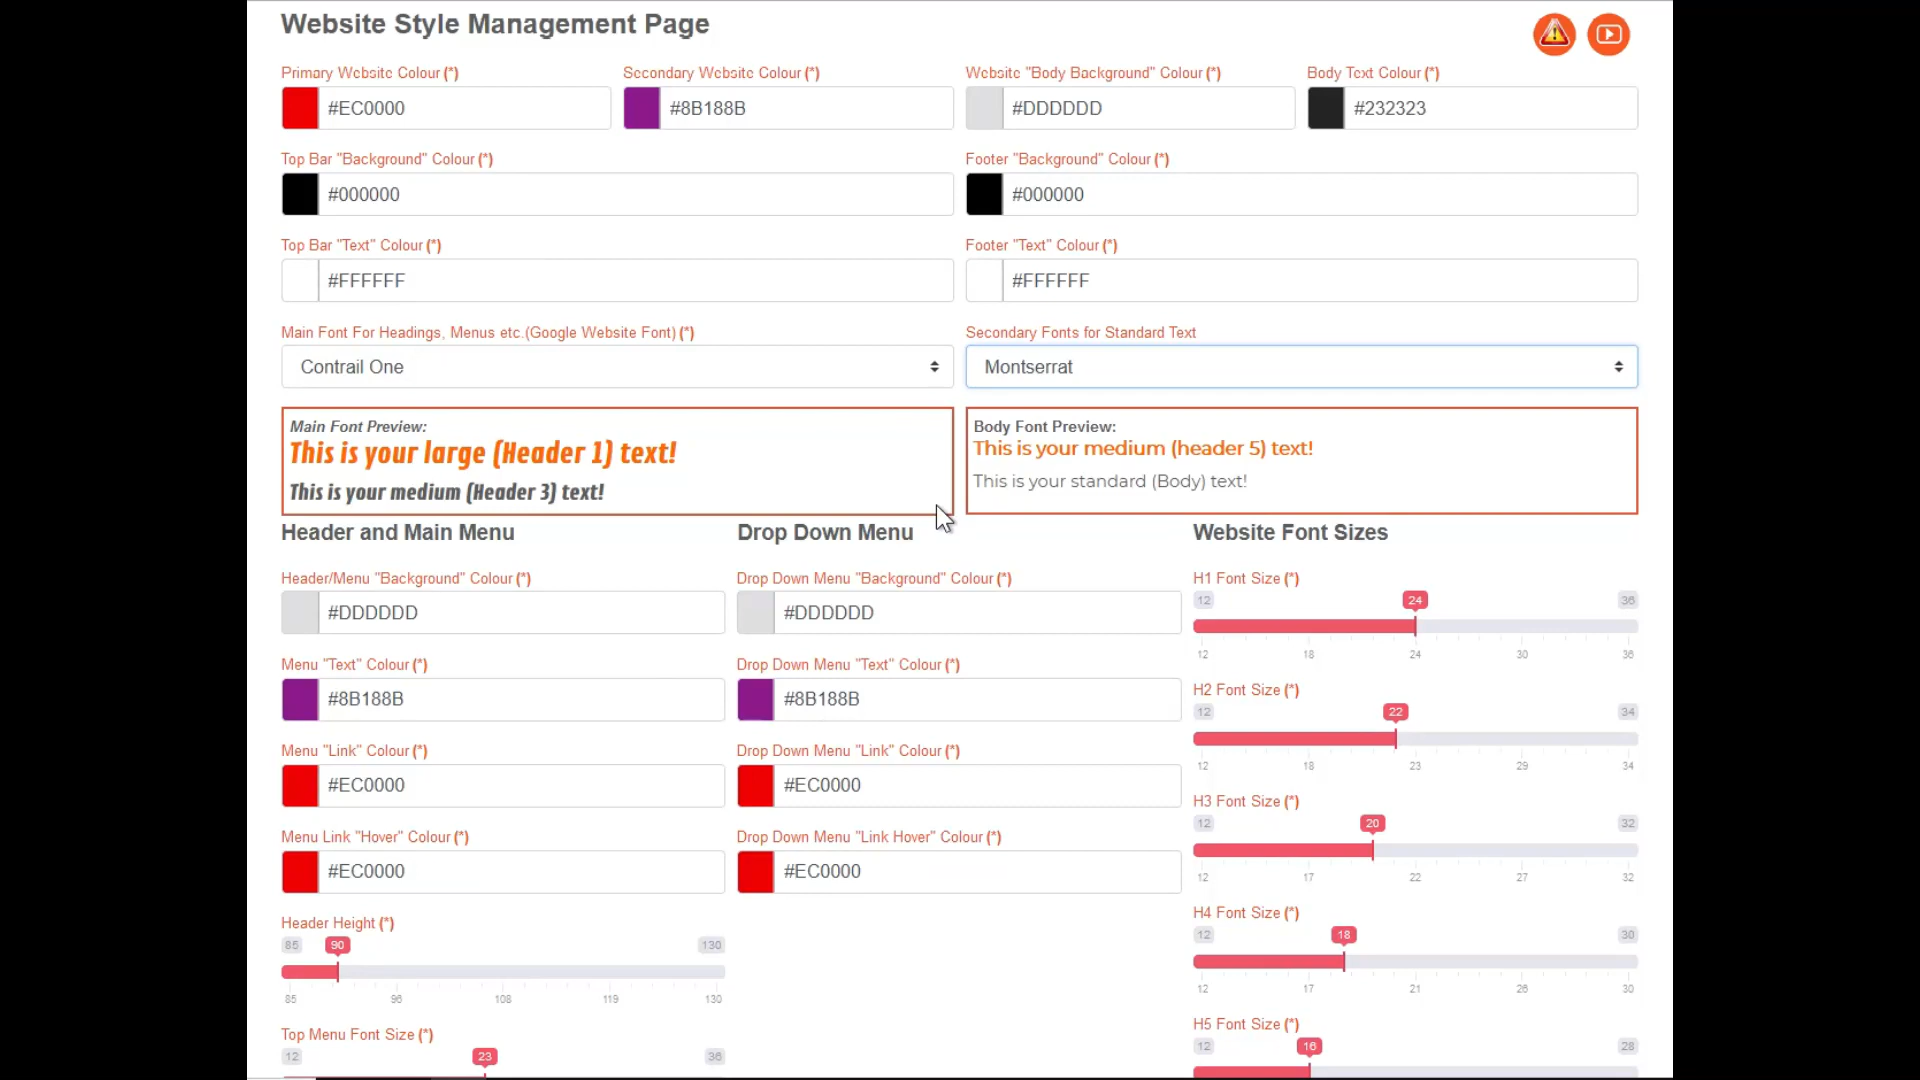 Website Style Management Page
Primary Website Colour (*)
Secondary Website Colour (*)
Website "Body Background" Colour (*)
Body Text Colour (*)
#EC0000
#8B188B
#DDDDDD
#232323
Top Bar "Background" Colour (*)
Footer "Background" Colour (*)
#000000
#000000
Top Bar "Text" Colour (*)
Footer "Text" Colour (*)
#FFFFFF
#FFFFFF
Main Font For Headings, Menus etc.(Google Website Font) (*)
Secondary Fonts for Standard Text
Contrail One
Montserrat
Main Font Preview:
This is your large (Header 1) text!
This is your medium (Header 3) text!
Body Font Preview:
This is your medium (header 5) text!
This is your standard (Body) text!
Header and Main Menu
Header/Menu "Background" Colour (*)
#DDDDDD
Menu "Text" Colour (*)
#8B188B
Menu "Link" Colour (*)
#EC0000
Menu Link "Hover" Colour (*)
#EC0000
Header Height (*)
85 90 130
85 96 108 119 130
Top Menu Font Size (*)
12 23 36
Drop Down Menu
Drop Down Menu "Background" Colour (*)
#DDDDDD
Drop Down Menu "Text" Colour (*)
#8B188B
Drop Down Menu "Link" Colour (*)
#EC0000
Drop Down Menu "Link Hover" Colour (*)
#EC0000
Website Font Sizes
H1 Font Size (*)
12 24 36
12 18 24 30 36
H2 Font Size (*)
12 22 34
12 18 23 29 34
H3 Font Size (*)
12 20 32
12 17 22 27 32
H4 Font Size (*)
12 18 30
12 17 21 26 30
H5 Font Size (*)
12 16 28